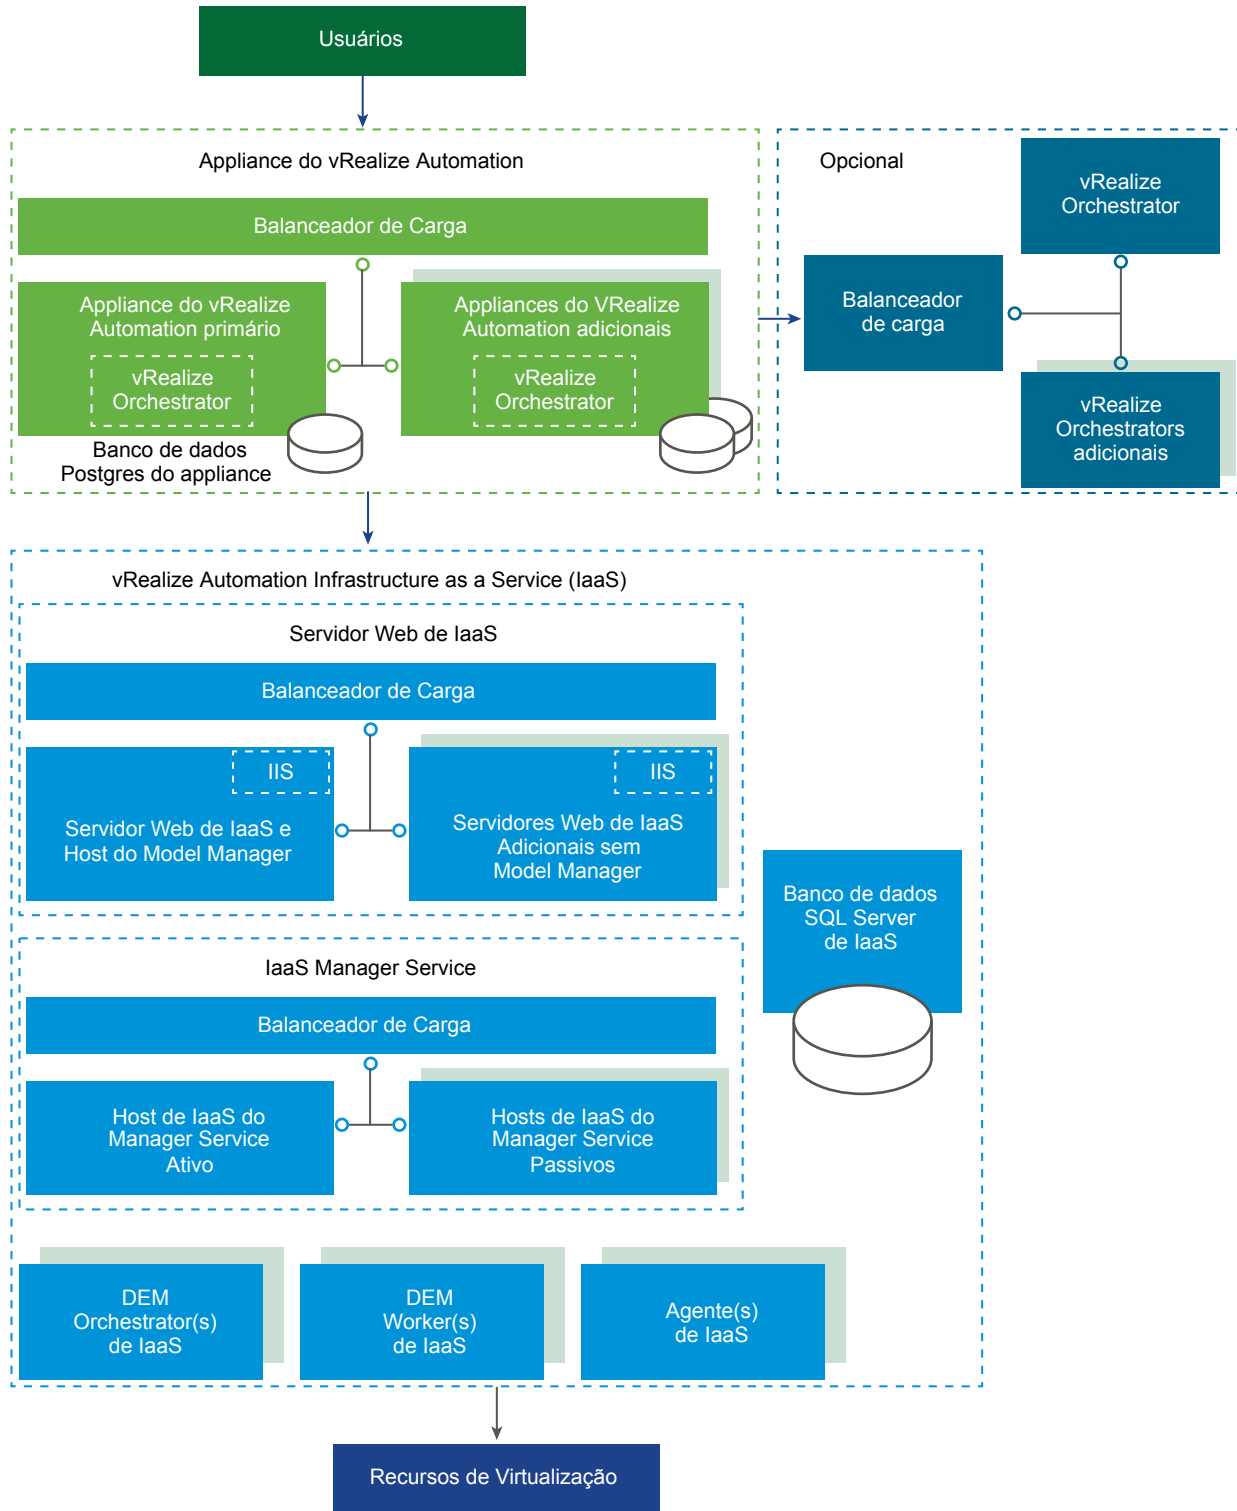 Usuários
Appliance do vRealize Automation
Balanceador de Carga
Appliance do vRealize
Automation primário
vRealize
Orchestrator
Appliances do VRealize
Automation adicionais
vRealize
Orchestrator
Banco de dados
Postgres do appliance
Opcional
vRealize
Orchestrator
Balanceador
de carga
vRealize
Orchestrators
adicionais
vRealize Automation Infrastructure as a Service (IaaS)
Servidor Web de IaaS
Balanceador de Carga
IIS
Servidor Web de IaaS e
Host do Model Manager
IIS
Servidores Web de IaaS
Adicionais sem
Model Manager
Banco de dados
SQL Server
de IaaS
IaaS Manager Service
Balanceador de Carga
Host de IaaS do
Manager Service
Ativo
Hosts de IaaS do
Manager Service
Passivos
DEM
Orchestrator(s)
de IaaS
DEM
Worker(s)
de IaaS
Agente(s)
de IaaS
Recursos de Virtualização